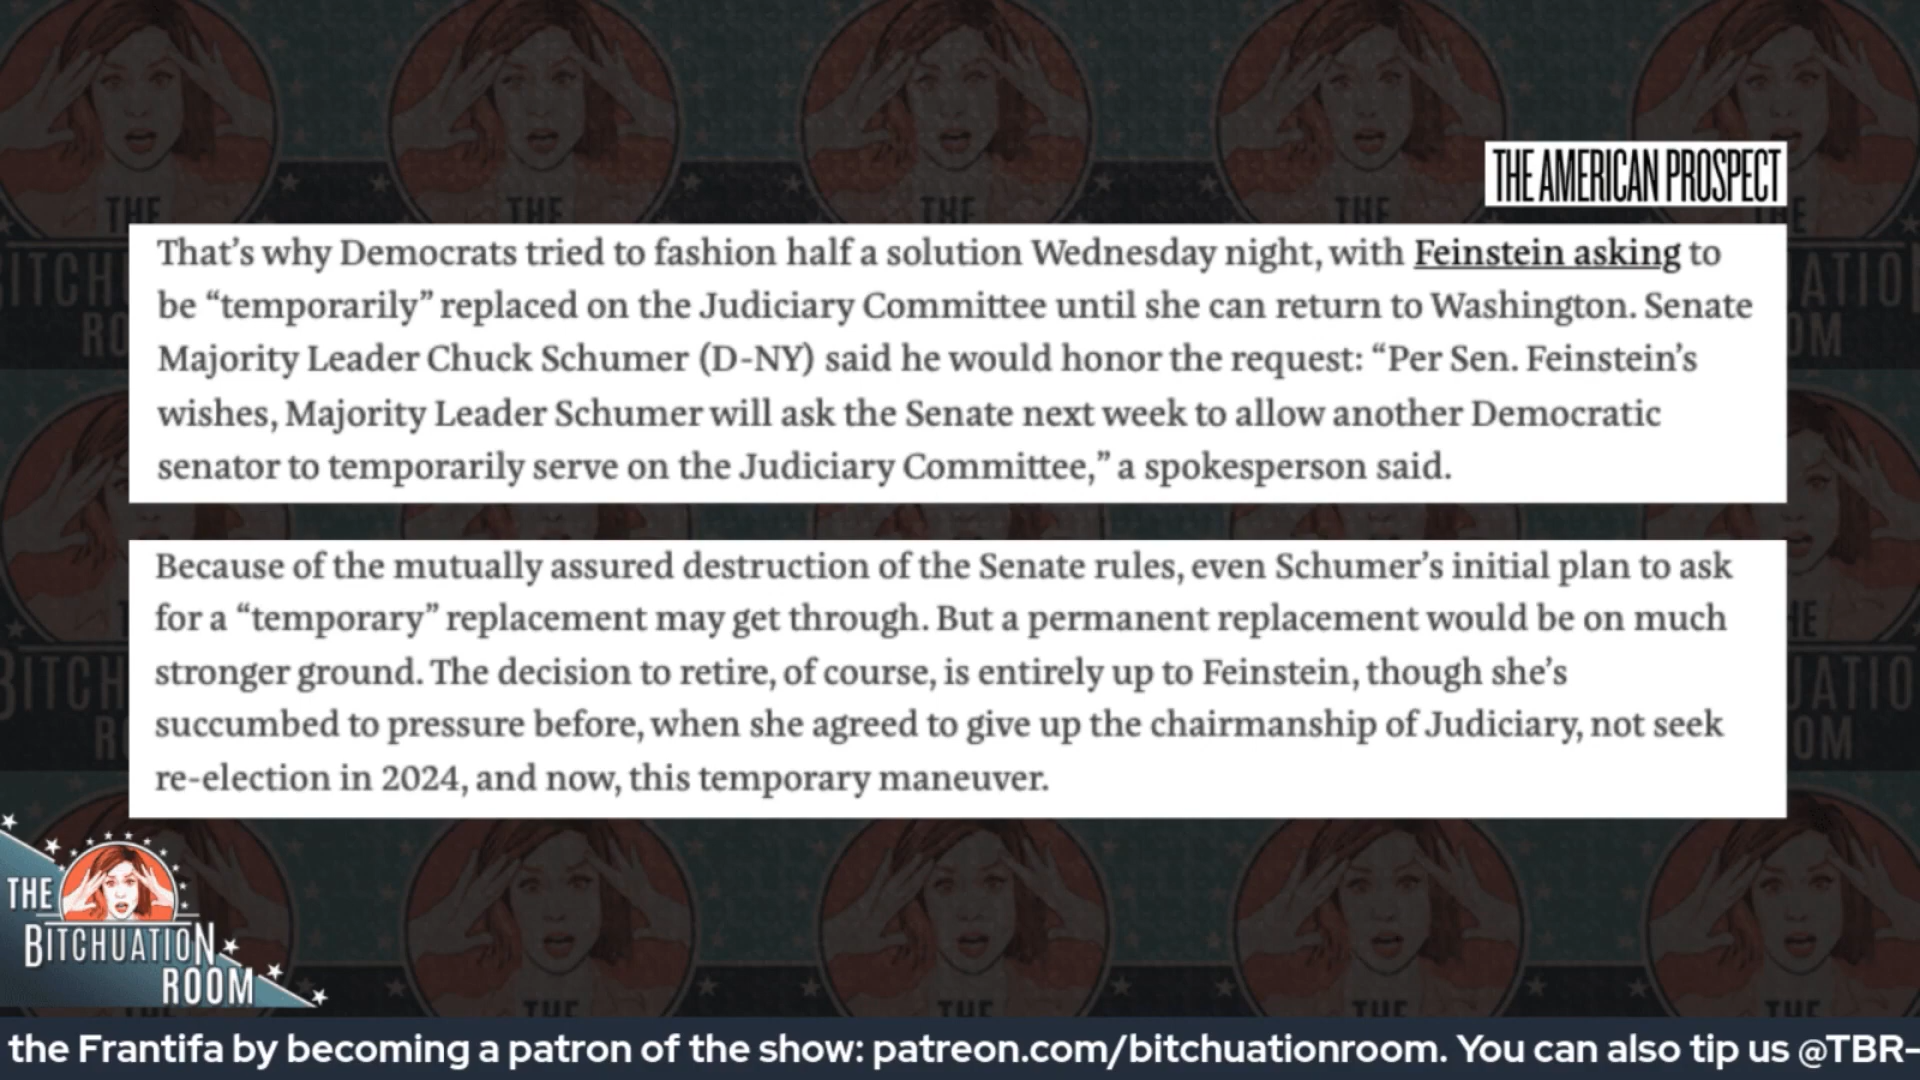 THE AMERICAN PROSPECT
That’s why Democrats tried to fashion half a solution Wednesday night, with Feinstein asking to
be “temporarily” replaced on the Judiciary Committee until she can return to Washington. Senate
Majority Leader Chuck Schumer (D-NY) said he would honor the request: “Per Sen. Feinstein’s
wishes, Majority Leader Schumer will ask the Senate next week to allow another Democratic
senator to temporarily serve on the Judiciary Committee,” a spokesperson said.
Because of the mutually assured destruction of the Senate rules, even Schumer’s initial plan to ask
for a “temporary” replacement may get through. But a permanent replacement would be on much
stronger ground. The decision to retire, of course, is entirely up to Feinstein, though she’s
succumbed to pressure before, when she agreed to give up the chairmanship of Judiciary, not seek
re-election in 2024, and now, this temporary maneuver.
THE
BITCHUATION
ROOM
the Frantifa by becoming a patron of the show: patreon.com/bitchuationroom. You can also tip us @TBR-